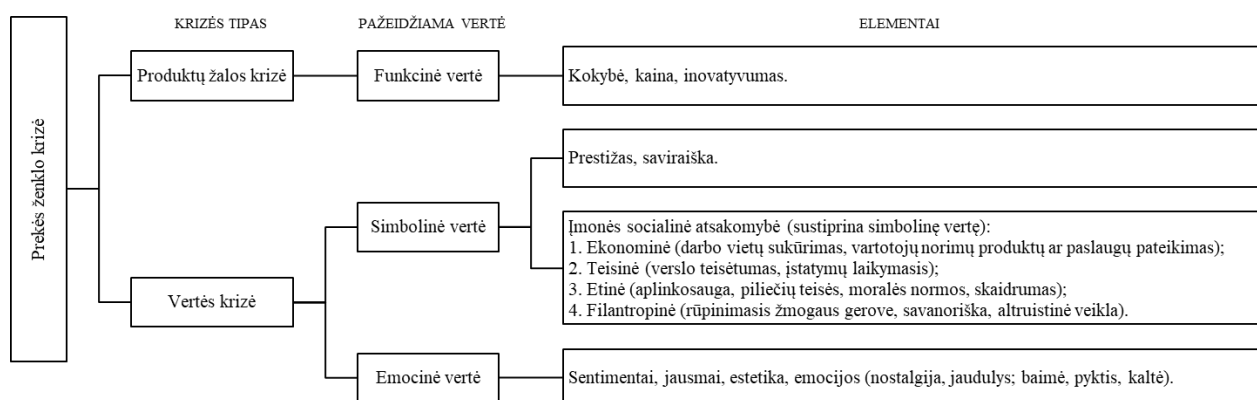 KRIZĖS TIPAS
PAŽEIDŽIAMA VERTĖ
ELEMENTAI
Prekės ženklo krizė
Produktų žalos krizė
Funkcinė vertė
Kokybė, kaina, inovatyvumas.
Vertės krizė
Simbolinė vertė
Prestižas, saviraiška.
Įmonės socialinė atsakomybė (sustiprina simbolinę vertę):
1. Ekonominė (darbo vietų sukūrimas, vartotojų norimų produktų ar paslaugų pateikimas);
2. Teisinė (verslo teisėtumas, įstatymų laikymasis);
3. Etinė (aplinkosauga, piliečių teisės, moralės normos, skaidrumas);
4. Filantropinė (rūpinimasis žmogaus gerove, savanoriška, altruistinė veikla).
Emocinė vertė
Sentimentai, jausmai, estetika, emocijos (nostalgija, jaudulys; baimė, pyktis, kaltė).